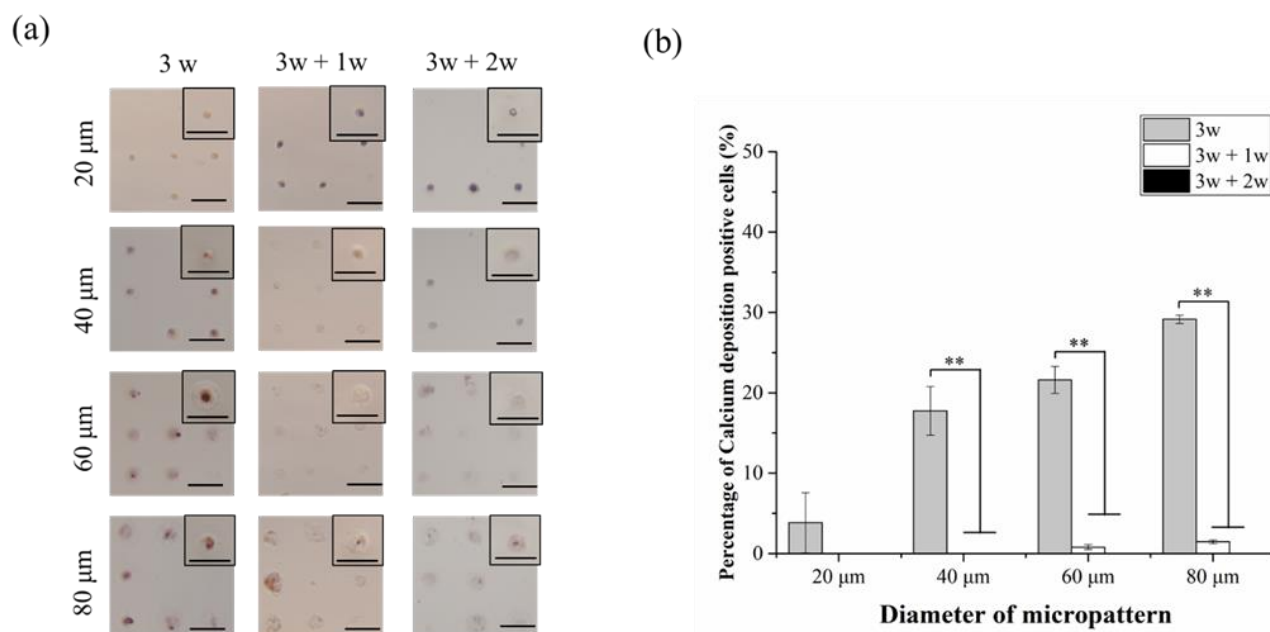 (a)
3 w
3w + 1w
3w + 2w
20 μm
40 μm
60 μm
80 μm
(b)
Percentage of Calcium deposition positive cells (%)
50
40
30
20
10
0
3w
3w + 1w
3w + 2w
**
**
**
20 μm
40 μm
60 μm
80 μm
Diameter of micropattern